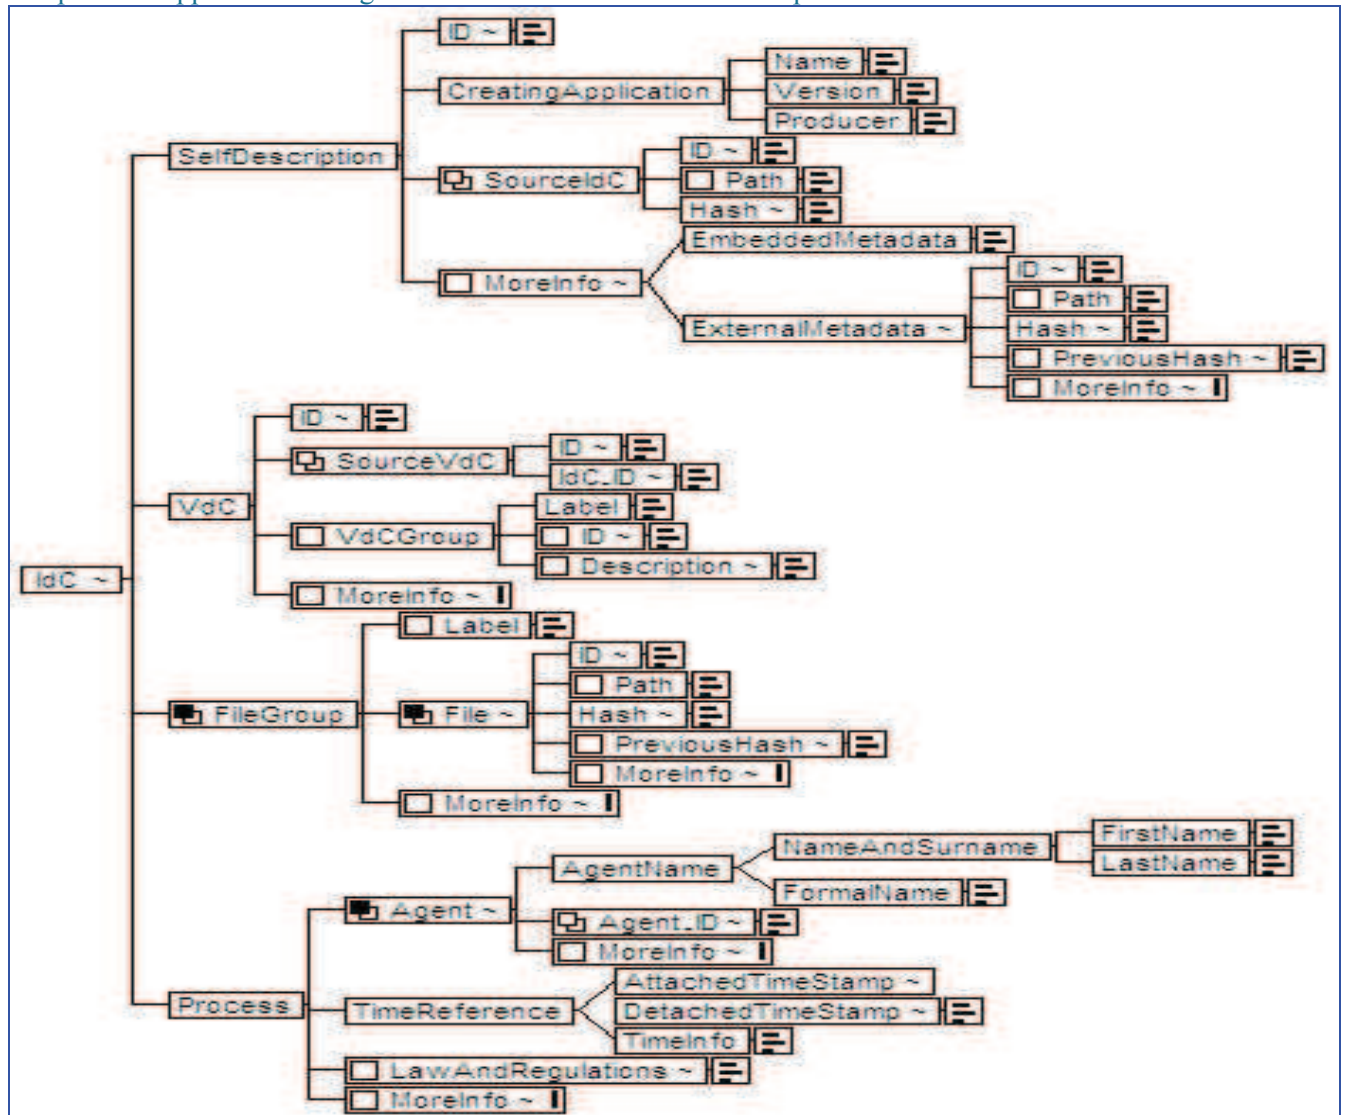 ID ~
CreatingApplication
Name
Version
Producer
SelfDescription
ID ~
SourceIdC
Path
Hash ~
EmbeddedMetadata
MoreInfo ~
ID ~
Path
ExternalMetadata ~
Hash ~
PreviousHash ~
MoreInfo ~
ID ~
SourceVdC
ID ~
IdC_ID ~
VdC
Label
VdCGroup
ID ~
Description ~
IdC ~
MoreInfo ~
Label
ID ~
Path
FileGroup
File ~
Hash ~
PreviousHash ~
MoreInfo ~
MoreInfo ~
FirstName
NameAndSurname
LastName
AgentName
FormalName
Agent ~
Agent_ID ~
MoreInfo ~
AttachedTimeStamp ~
Process
TimeReference
DetachedTimeStamp ~
TimeInfo
LawAndRegulations ~
MoreInfo ~